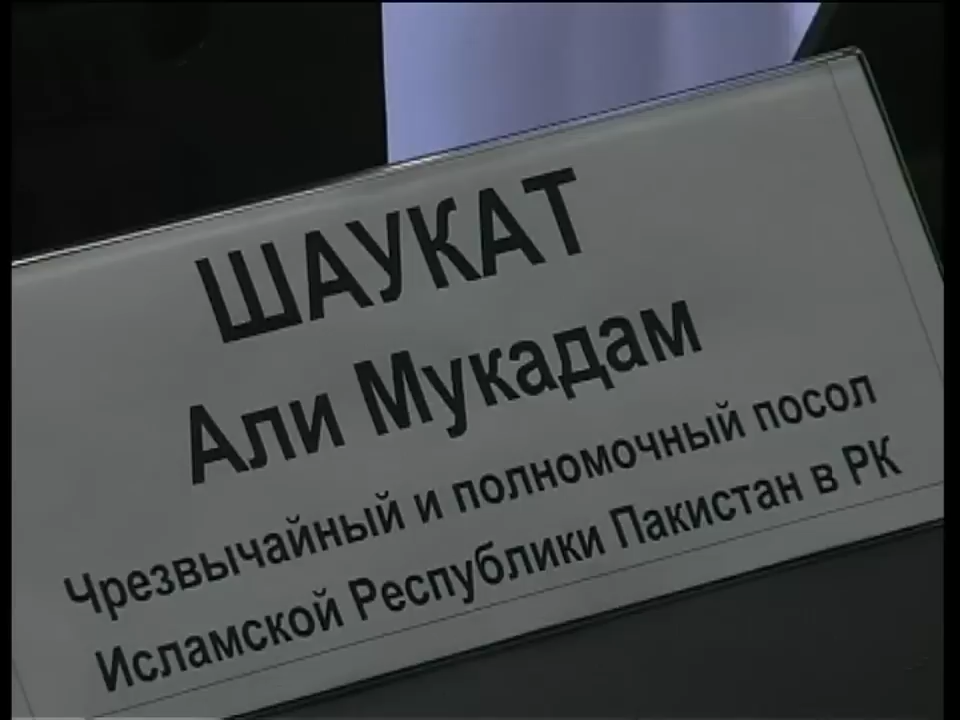 ШАУКАТ
Али Мукадам
Чрезвычайный и полномочный посол
Исламской Республики Пакистан в РК